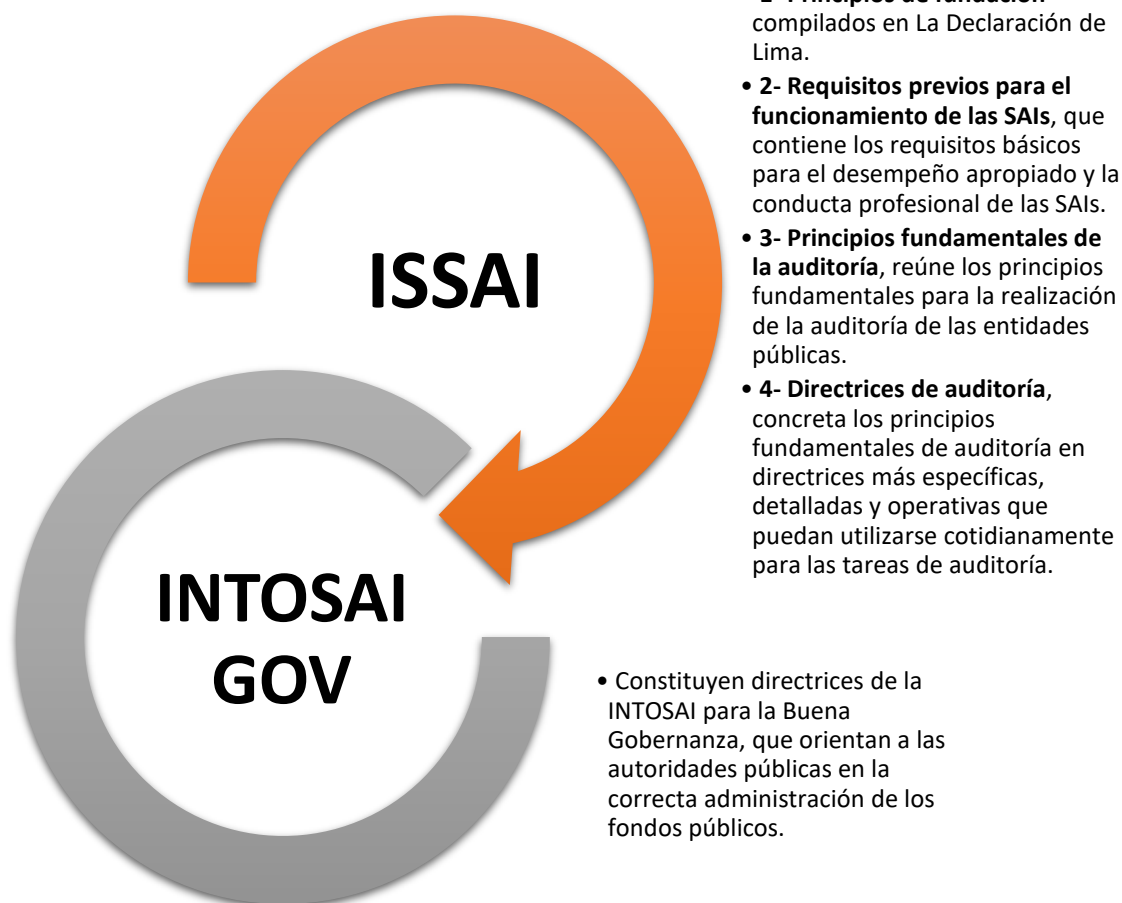 ISSAI
1- Principios de fundación
compilados en La Declaración de
Lima.
• 2- Requisitos previos para el
funcionamiento de las SAIs, que
contiene los requisitos básicos
para el desempeño apropiado y la
conducta profesional de las SAIs.
• 3- Principios fundamentales de
la auditoría, reúne los principios
fundamentales para la realización
de la auditoría de las entidades
públicas.
• 4- Directrices de auditoría,
concreta los principios
fundamentales de auditoría en
directrices más específicas,
detalladas y operativas que
puedan utilizarse cotidianamente
para las tareas de auditoría.
INTOSAI
GOV
• Constituyen directrices de la
INTOSAI para la Buena
Gobernanza, que orientan a las
autoridades públicas en la
correcta administración de los
fondos públicos.